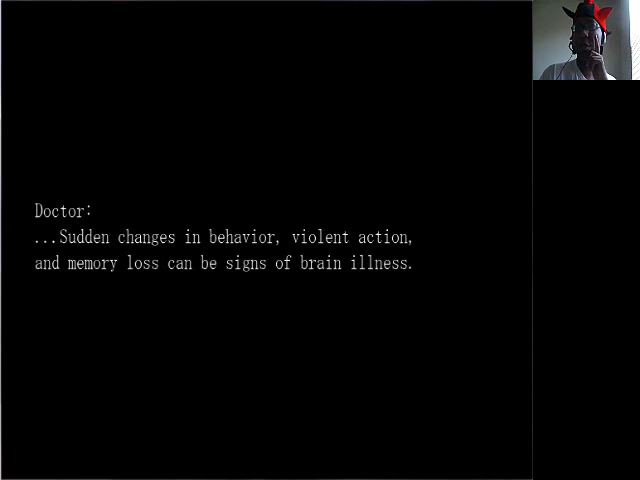 Doctor:
...Sudden changes in behavior, violent action,
and memory loss can be signs of brain illness.